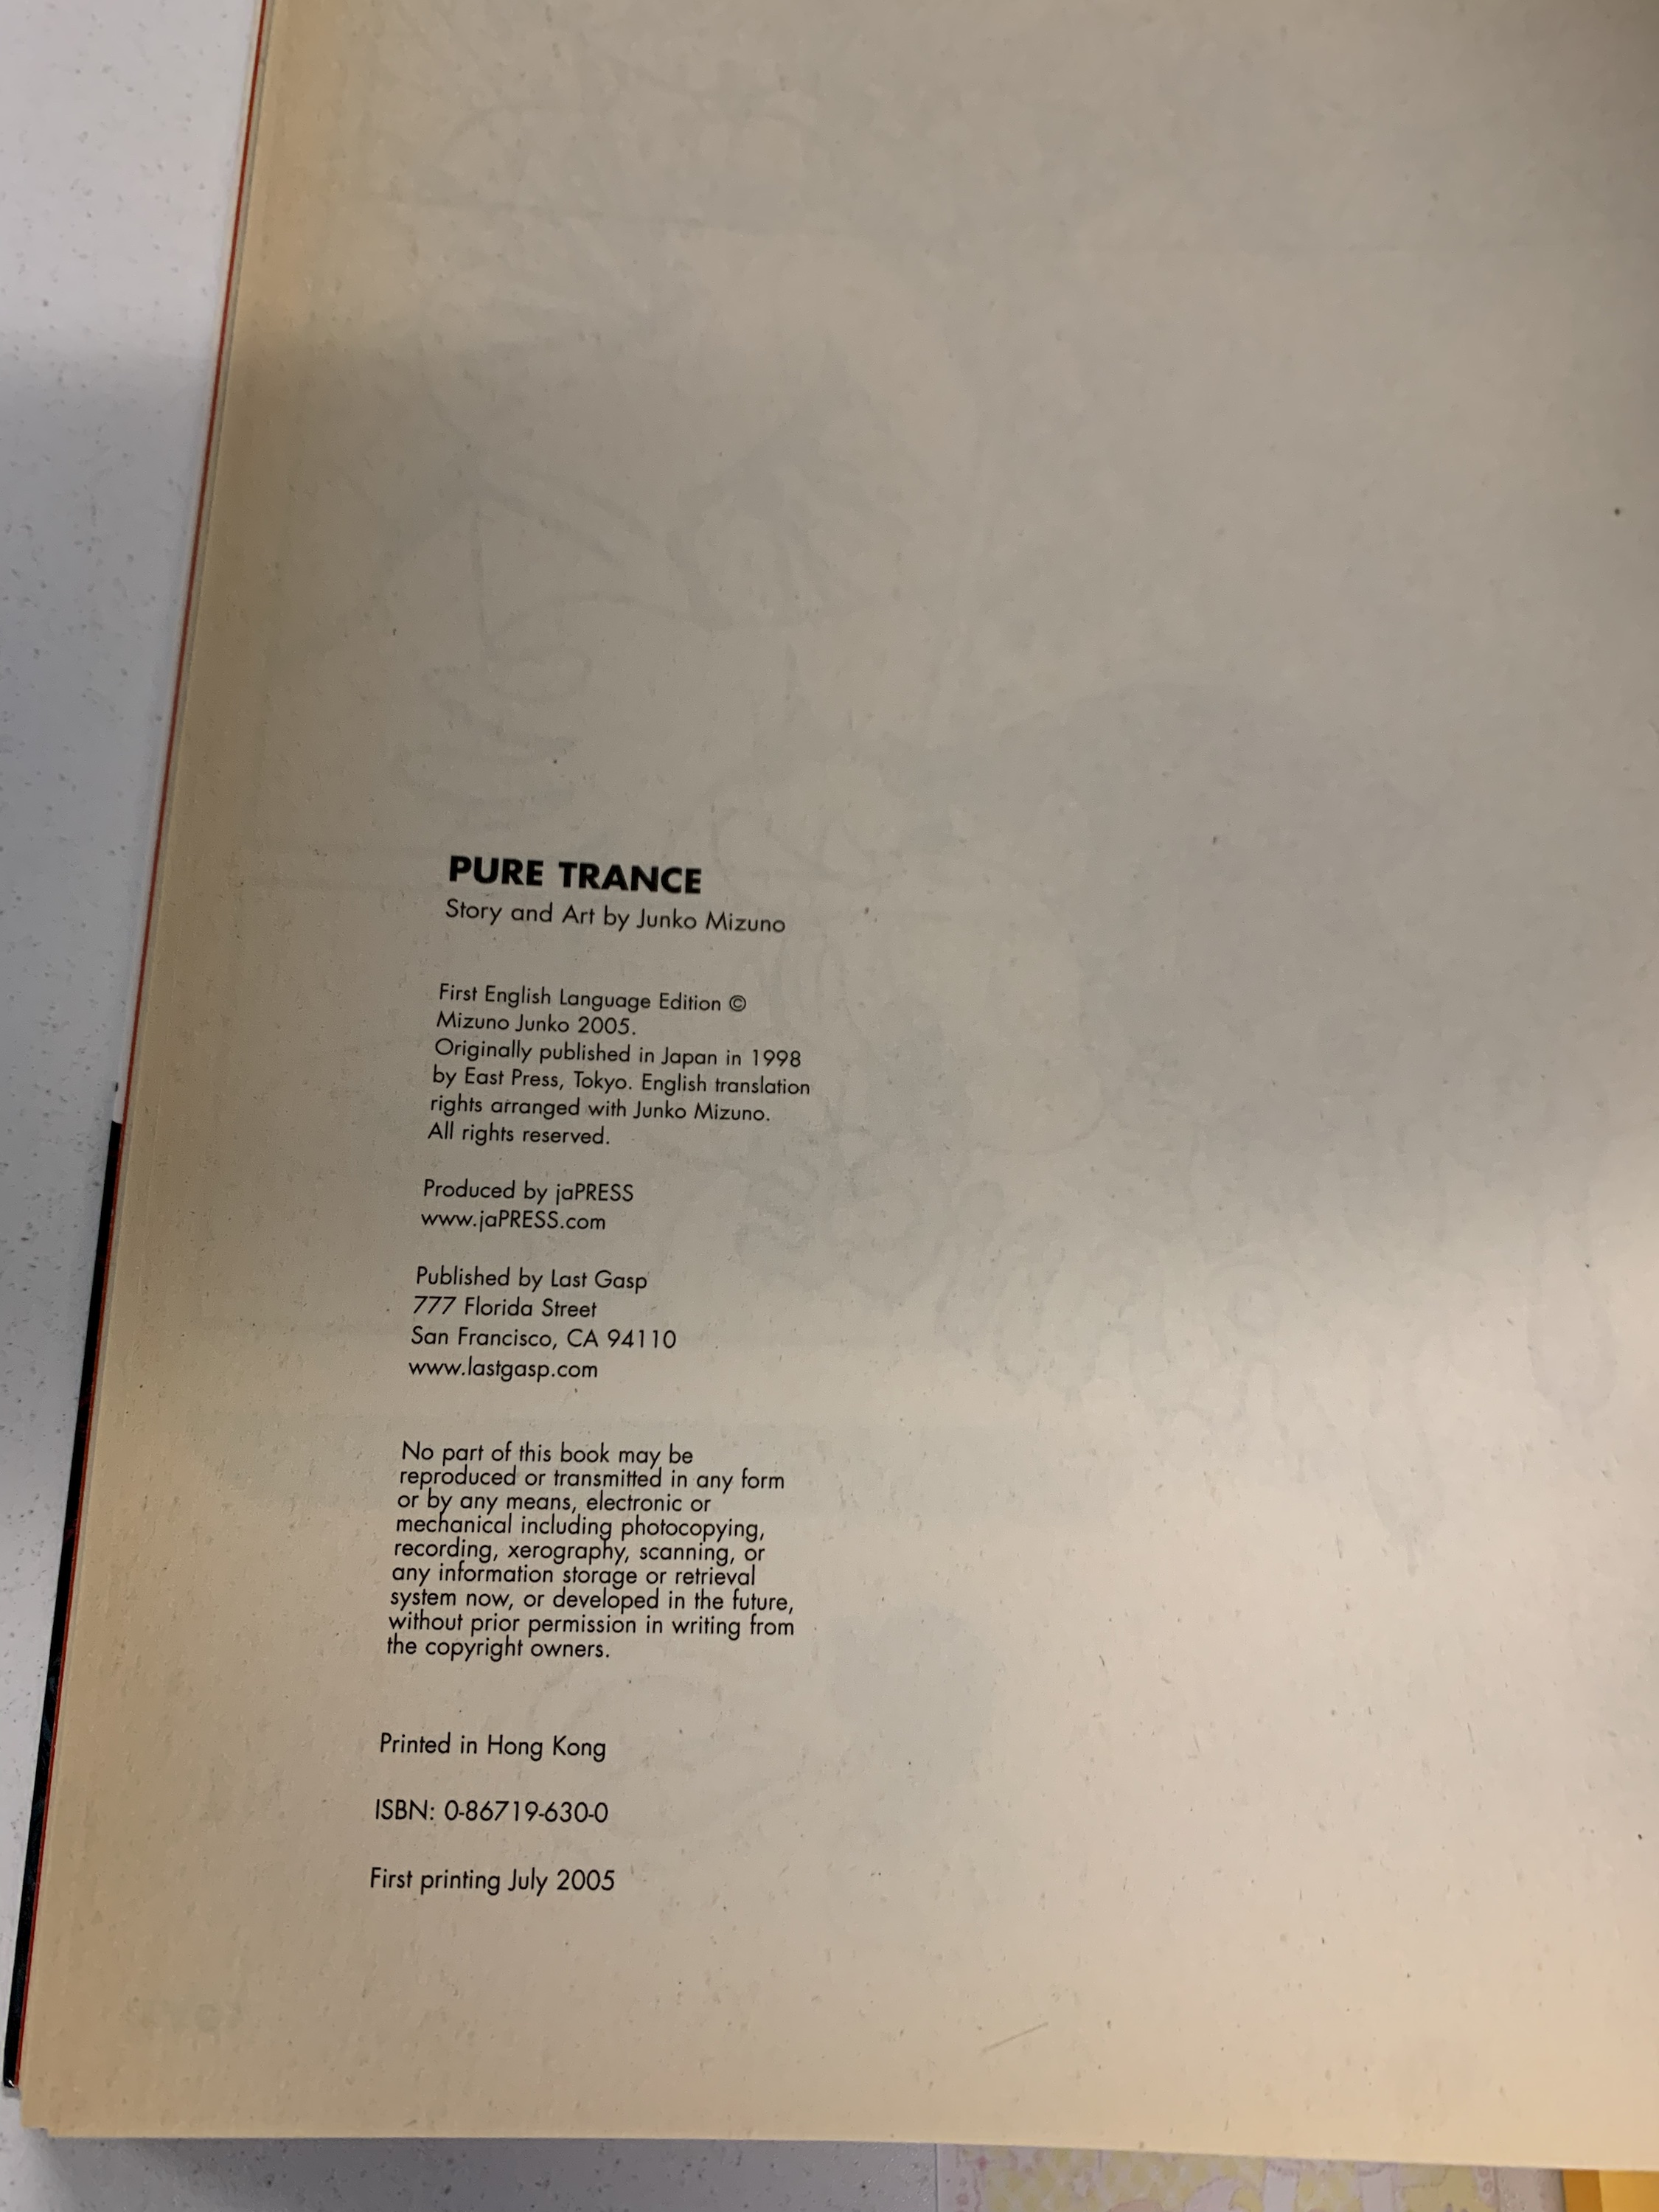 PURE TRANCE
Story and Art by Junko Mizuno
First English Language Edition ©
Mizuno Junko 2005.
Originally published in Japan in 1998
by East Press, Tokyo. English translation
rights arranged with Junko Mizuno.
All rights reserved.
Produced by jaPRESS
www.jaPRESS.com
Published by Last Gasp
777 Florida Street
San Francisco, CA 94110
www.lastgasp.com
No part of this book may be
reproduced or transmitted in any form
or by any means, electronic or
mechanical including photocopying,
recording, xerography, scanning, or
any information storage or retrieval
system now, or developed in the future,
without prior permission in writing from
the copyright owners.
Printed in Hong Kong
ISBN: 0-86719-630-0
First printing July 2005